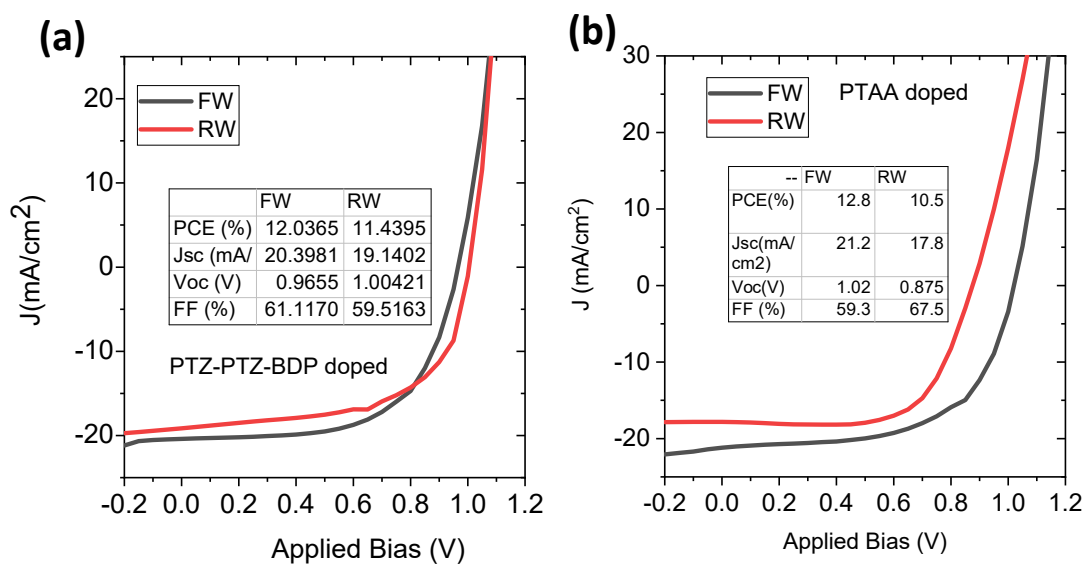 (a)
FW
RW
FW RW
PCE (%) 12.0365 11.4395
Jsc (mA/ 20.3981 19.1402
Voc (V) 0.9655 1.00421
FF (%) 61.1170 59.5163
PTZ-PTZ-BDP doped
20
10
0
-10
-20
J(mA/cm2)
-0.2 0.0 0.2 0.4 0.6 0.8 1.0 1.2
Applied Bias (V)
(b)
FW
RW
PTAA doped
-- FW RW
PCE(%) 12.8 10.5
Jsc(mA/ 21.2 17.8
cm2)
Voc(V) 1.02 0.875
FF (%) 59.3 67.5
30
20
10
0
-10
-20
J(mA/cm2)
-0.2 0.0 0.2 0.4 0.6 0.8 1.0 1.2
Applied Bias (V)